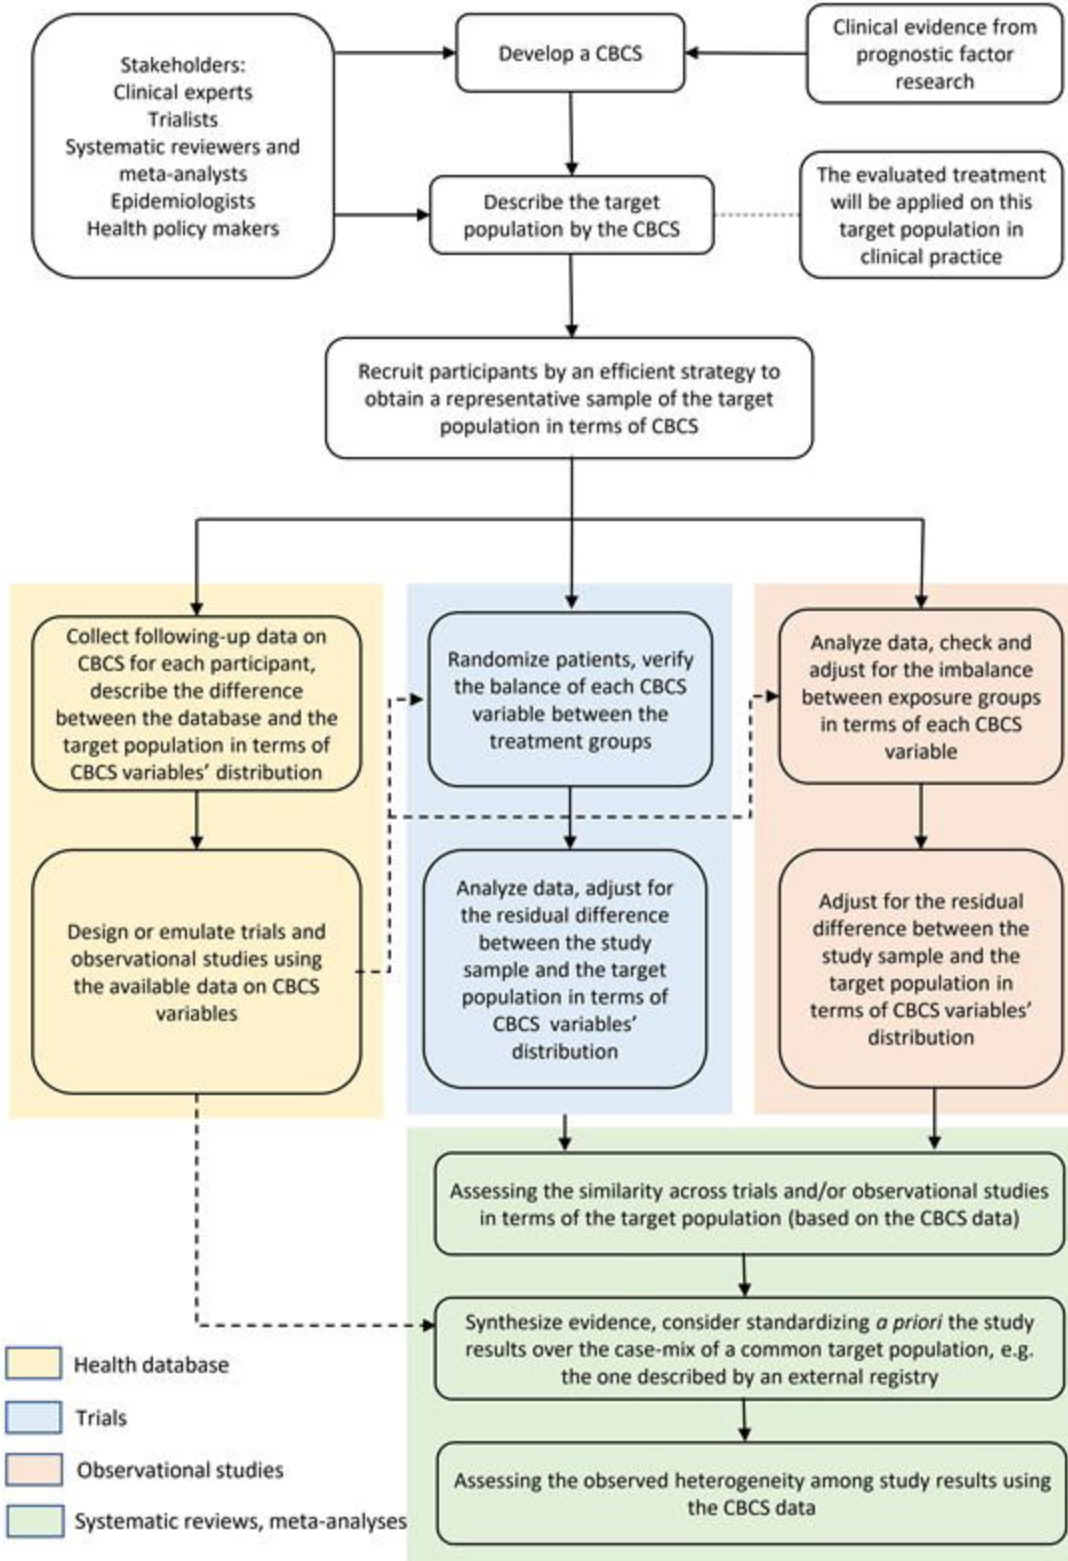 Stakeholders:
Clinical experts
Trialists
Systematic reviewers and
meta-analysts
Epidemiologists
Health policy makers
Develop a CBCS
Clinical evidence from
prognostic factor
research
Describe the target
population by the CBCS
The evaluated treatment
will be applied on this
target population in
clinical practice
Recruit participants by an efficient strategy to
obtain a representative sample of the target
population in terms of CBCS
Collect following-up data on
CBCS for each participant,
describe the difference
between the database and the
target population in terms of
CBCS variables’ distribution
Randomize patients, verify
the balance of each CBCS
variable between the
treatment groups
Analyze data, check and
adjust for the imbalance
between exposure groups
in terms of each CBCS
variable
Design or emulate trials and
observational studies using
the available data on CBCS
variables
Analyze data, adjust for
the residual difference
between the study
sample and the target
population in terms of
CBCS variables’
distribution
Adjust for the residual
difference between the
study sample and the
target population in
terms of CBCS variables’
distribution
Assessing the similarity across trials and/or observational studies
in terms of the target population (based on the CBCS data)
Synthesize evidence, consider standardizing a priori the study
results over the case-mix of a common target population, e.g.
the one described by an external registry
Assessing the observed heterogeneity among study results using
the CBCS data
Health database
Trials
Observational studies
Systematic reviews, meta-analyses